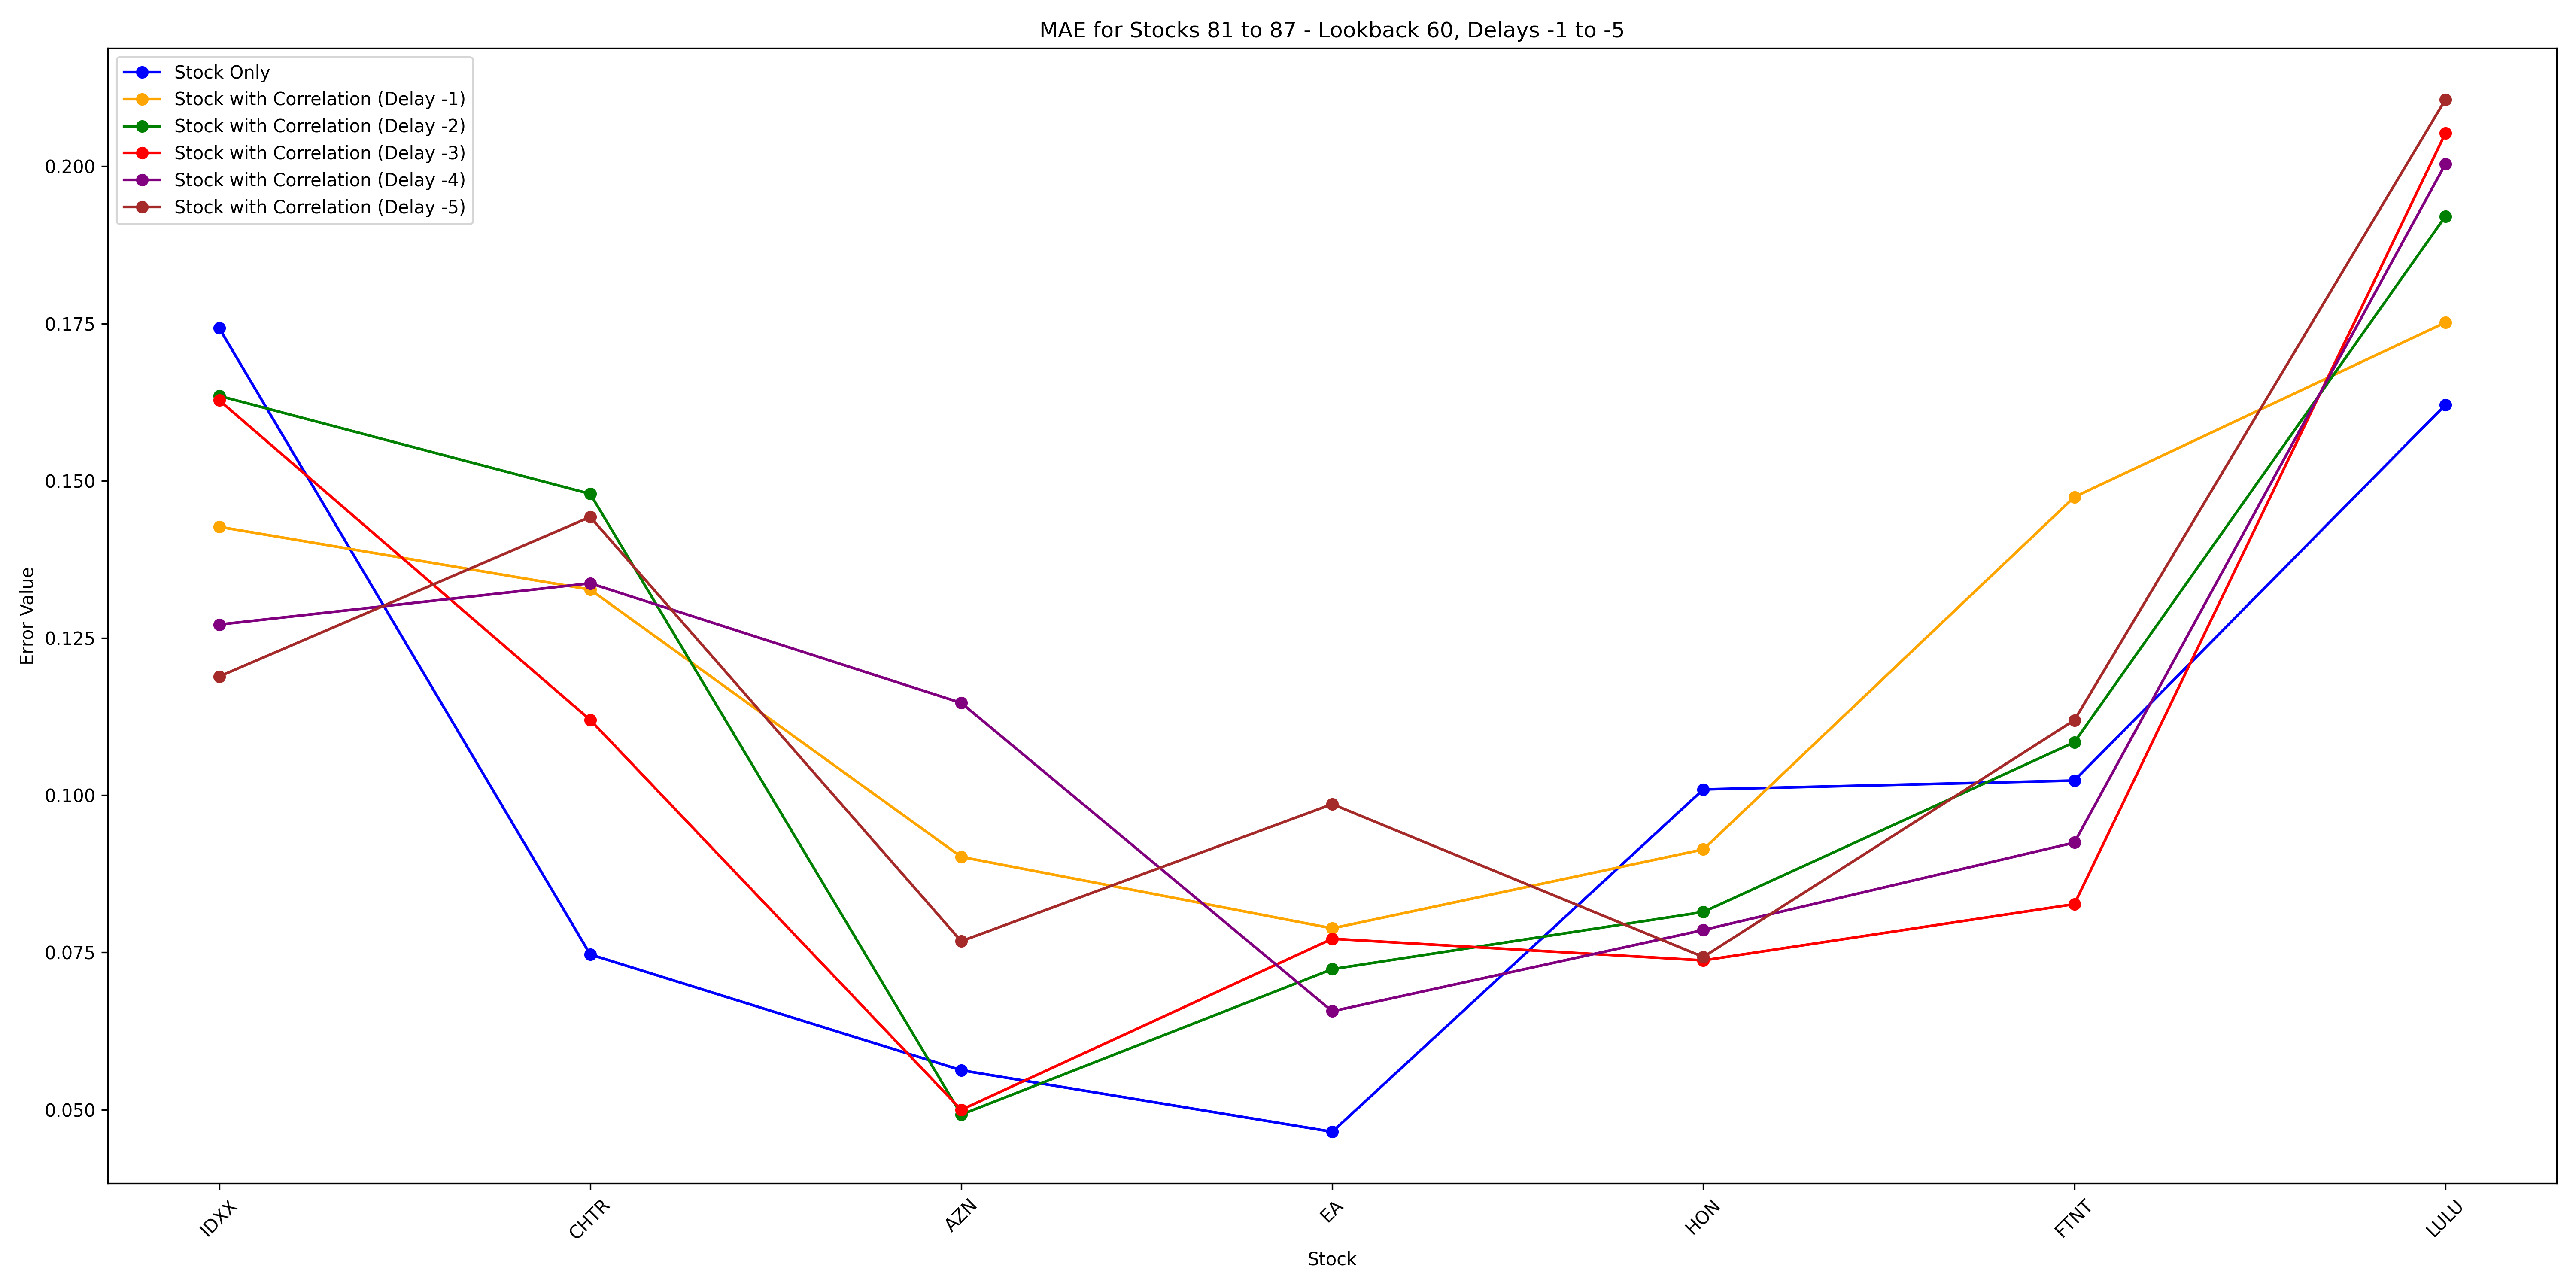 MAE for Stocks 81 to 87 - Lookback 60, Delays -1 to -5
Stock Only
Stock with Correlation (Delay -1)
Stock with Correlation (Delay -2)
Stock with Correlation (Delay -3)
Stock with Correlation (Delay -4)
Stock with Correlation (Delay -5)
Error Value
0.200
0.175
0.150
0.125
0.100
0.075
0.050
IDXX
CHTR
AZN
EA
HON
FTNT
LULU
Stock